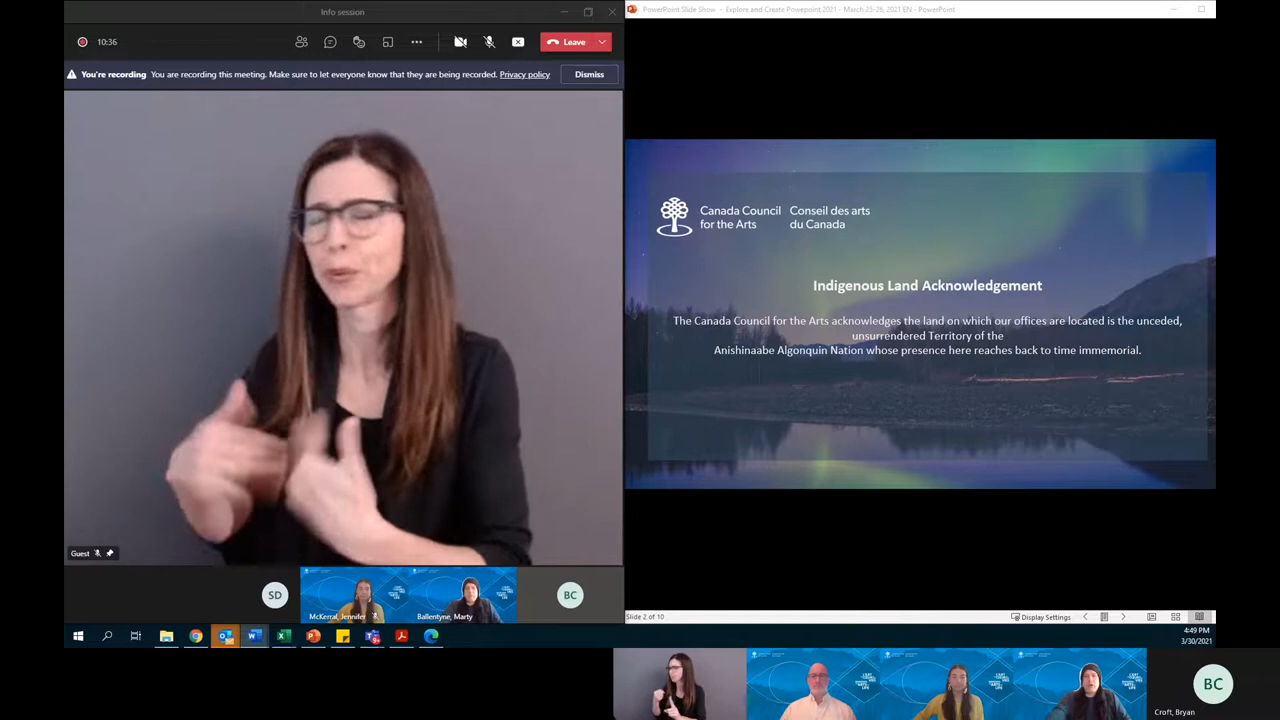 Info session
PowerPoint Slide Show - Explore and Create Powepoint 2021 - March 25-26, 2021 EN - PowerPoint
10:36
Leave
You're recording You are recording this meeting. Make sure to let everyone know that they are being recorded. Privacy policy
Dismiss
Canada Council
for the Arts
Conseil des arts
du Canada
Indigenous Land Acknowledgement
The Canada Council for the Arts acknowledges the land on which our offices are located is the unceded,
unsurrendered Territory of the
Anishinaabe Algonquin Nation whose presence here reaches back to time immemorial.
Guest
SD
McKerral, Jennifer
Ballentyne, Marty
BC
Slide 2 of 10
Display Settings
4:49 PM
3/30/2021
BC
Croft, Bryan